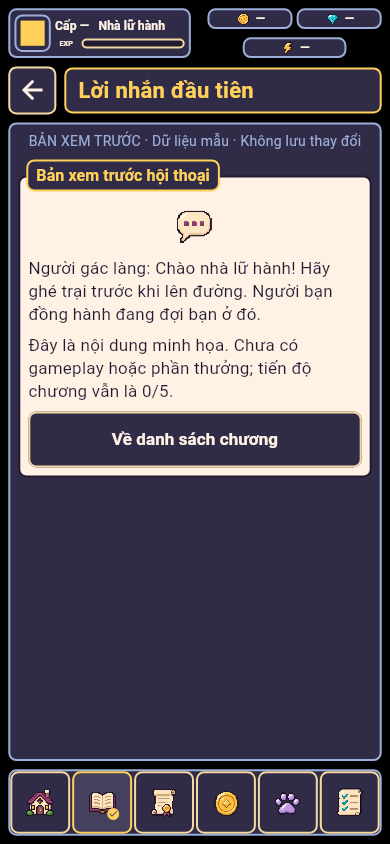 Cấp — Nhà lữ hành
EXP
—
—
—
Lời nhắn đầu tiên
BẢN XEM TRƯỚC · Dữ liệu mẫu · Không lưu thay đổi
Bản xem trước hội thoại
Người gác làng: Chào nhà lữ hành! Hãy
ghé trại trước khi lên đường. Người bạn
đồng hành đang đợi bạn ở đó.
Đây là nội dung minh họa. Chưa có
gameplay hoặc phần thưởng; tiến độ
chương vẫn là 0/5.
Về danh sách chương